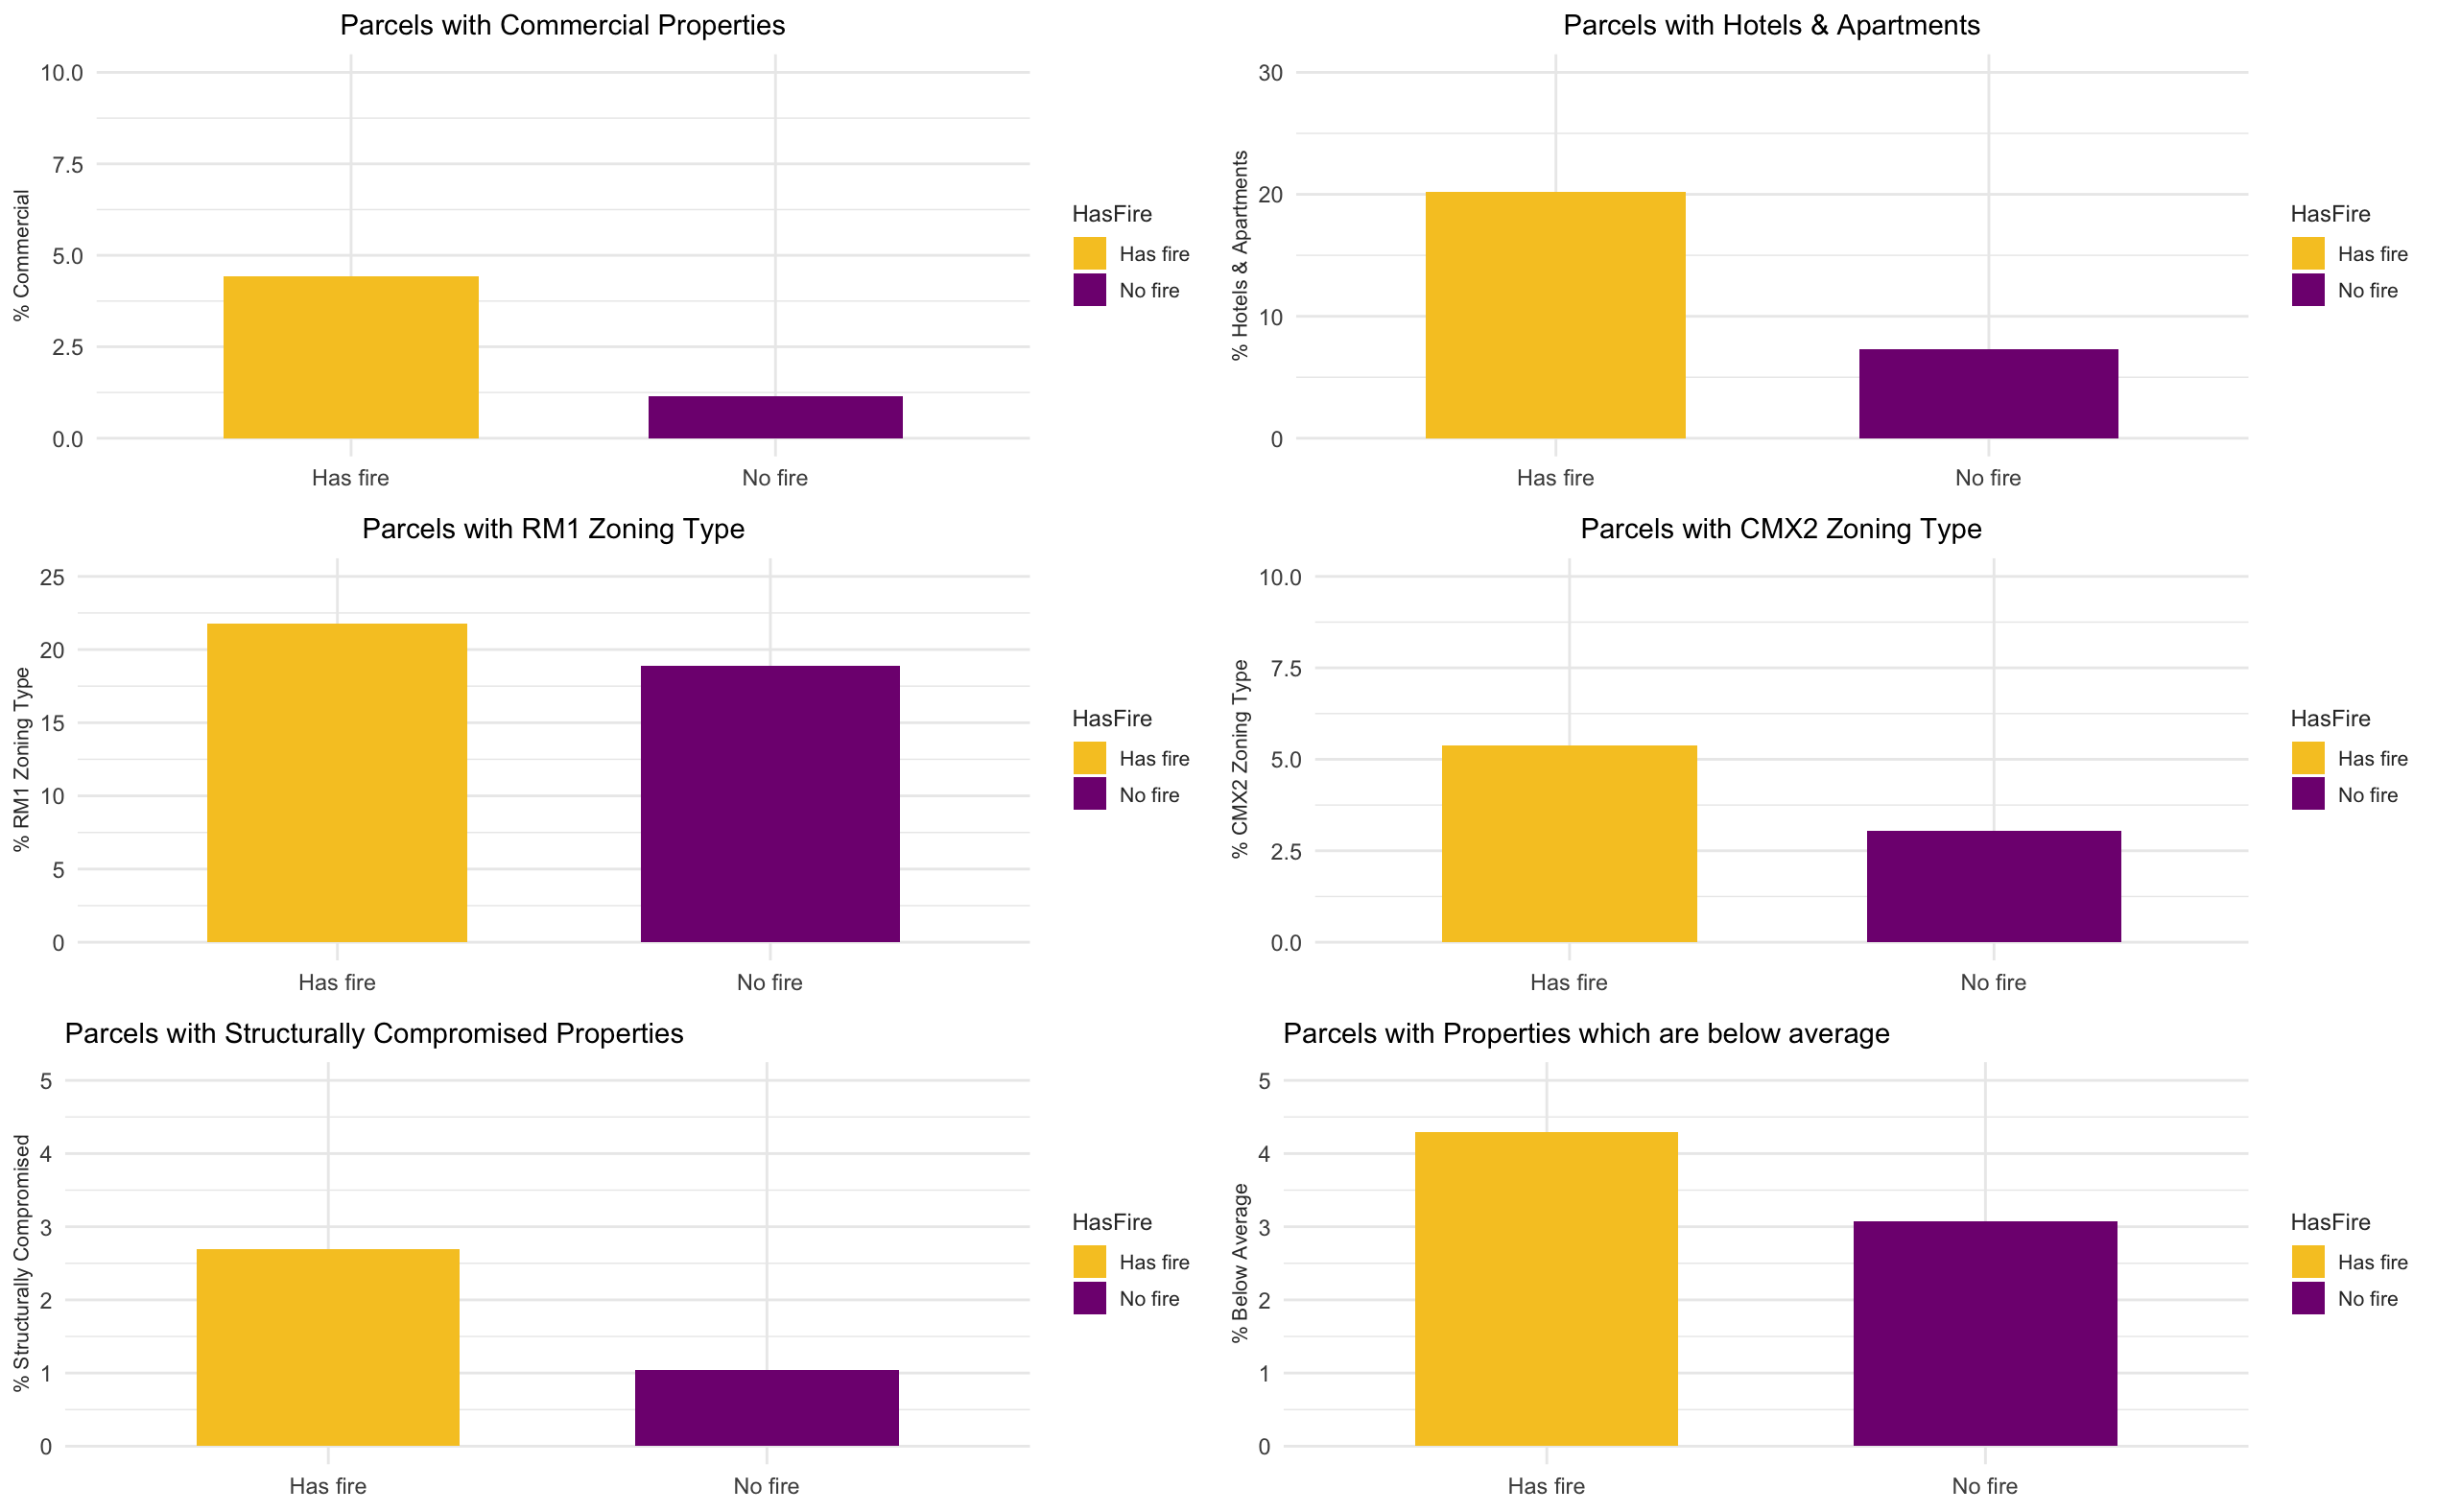 Parcels with Commercial Properties
10.0
7.5
5.0
2.5
0.0
% Commercial
Has fire
No fire
HasFire
Has fire
No fire
Parcels with Hotels & Apartments
30
20
10
0
% Hotels & Apartments
Has fire
No fire
HasFire
Has fire
No fire
Parcels with RM1 Zoning Type
25
20
15
10
5
0
% RM1 Zoning Type
Has fire
No fire
HasFire
Has fire
No fire
Parcels with CMX2 Zoning Type
10.0
7.5
5.0
2.5
0.0
% CMX2 Zoning Type
Has fire
No fire
HasFire
Has fire
No fire
Parcels with Structurally Compromised Properties
5
4
3
2
1
0
% Structurally Compromised
Has fire
No fire
HasFire
Has fire
No fire
Parcels with Properties which are below average
5
4
3
2
1
0
% Below Average
Has fire
No fire
HasFire
Has fire
No fire